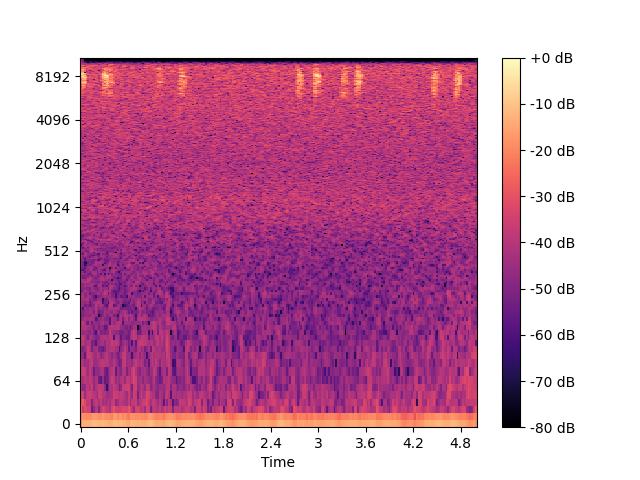 8192
4096
2048
1024
512
256
128
64
0
Hz
0 0.6 1.2 1.8 2.4 3 3.6 4.2 4.8
Time
+0 dB
-10 dB
-20 dB
-30 dB
-40 dB
-50 dB
-60 dB
-70 dB
-80 dB